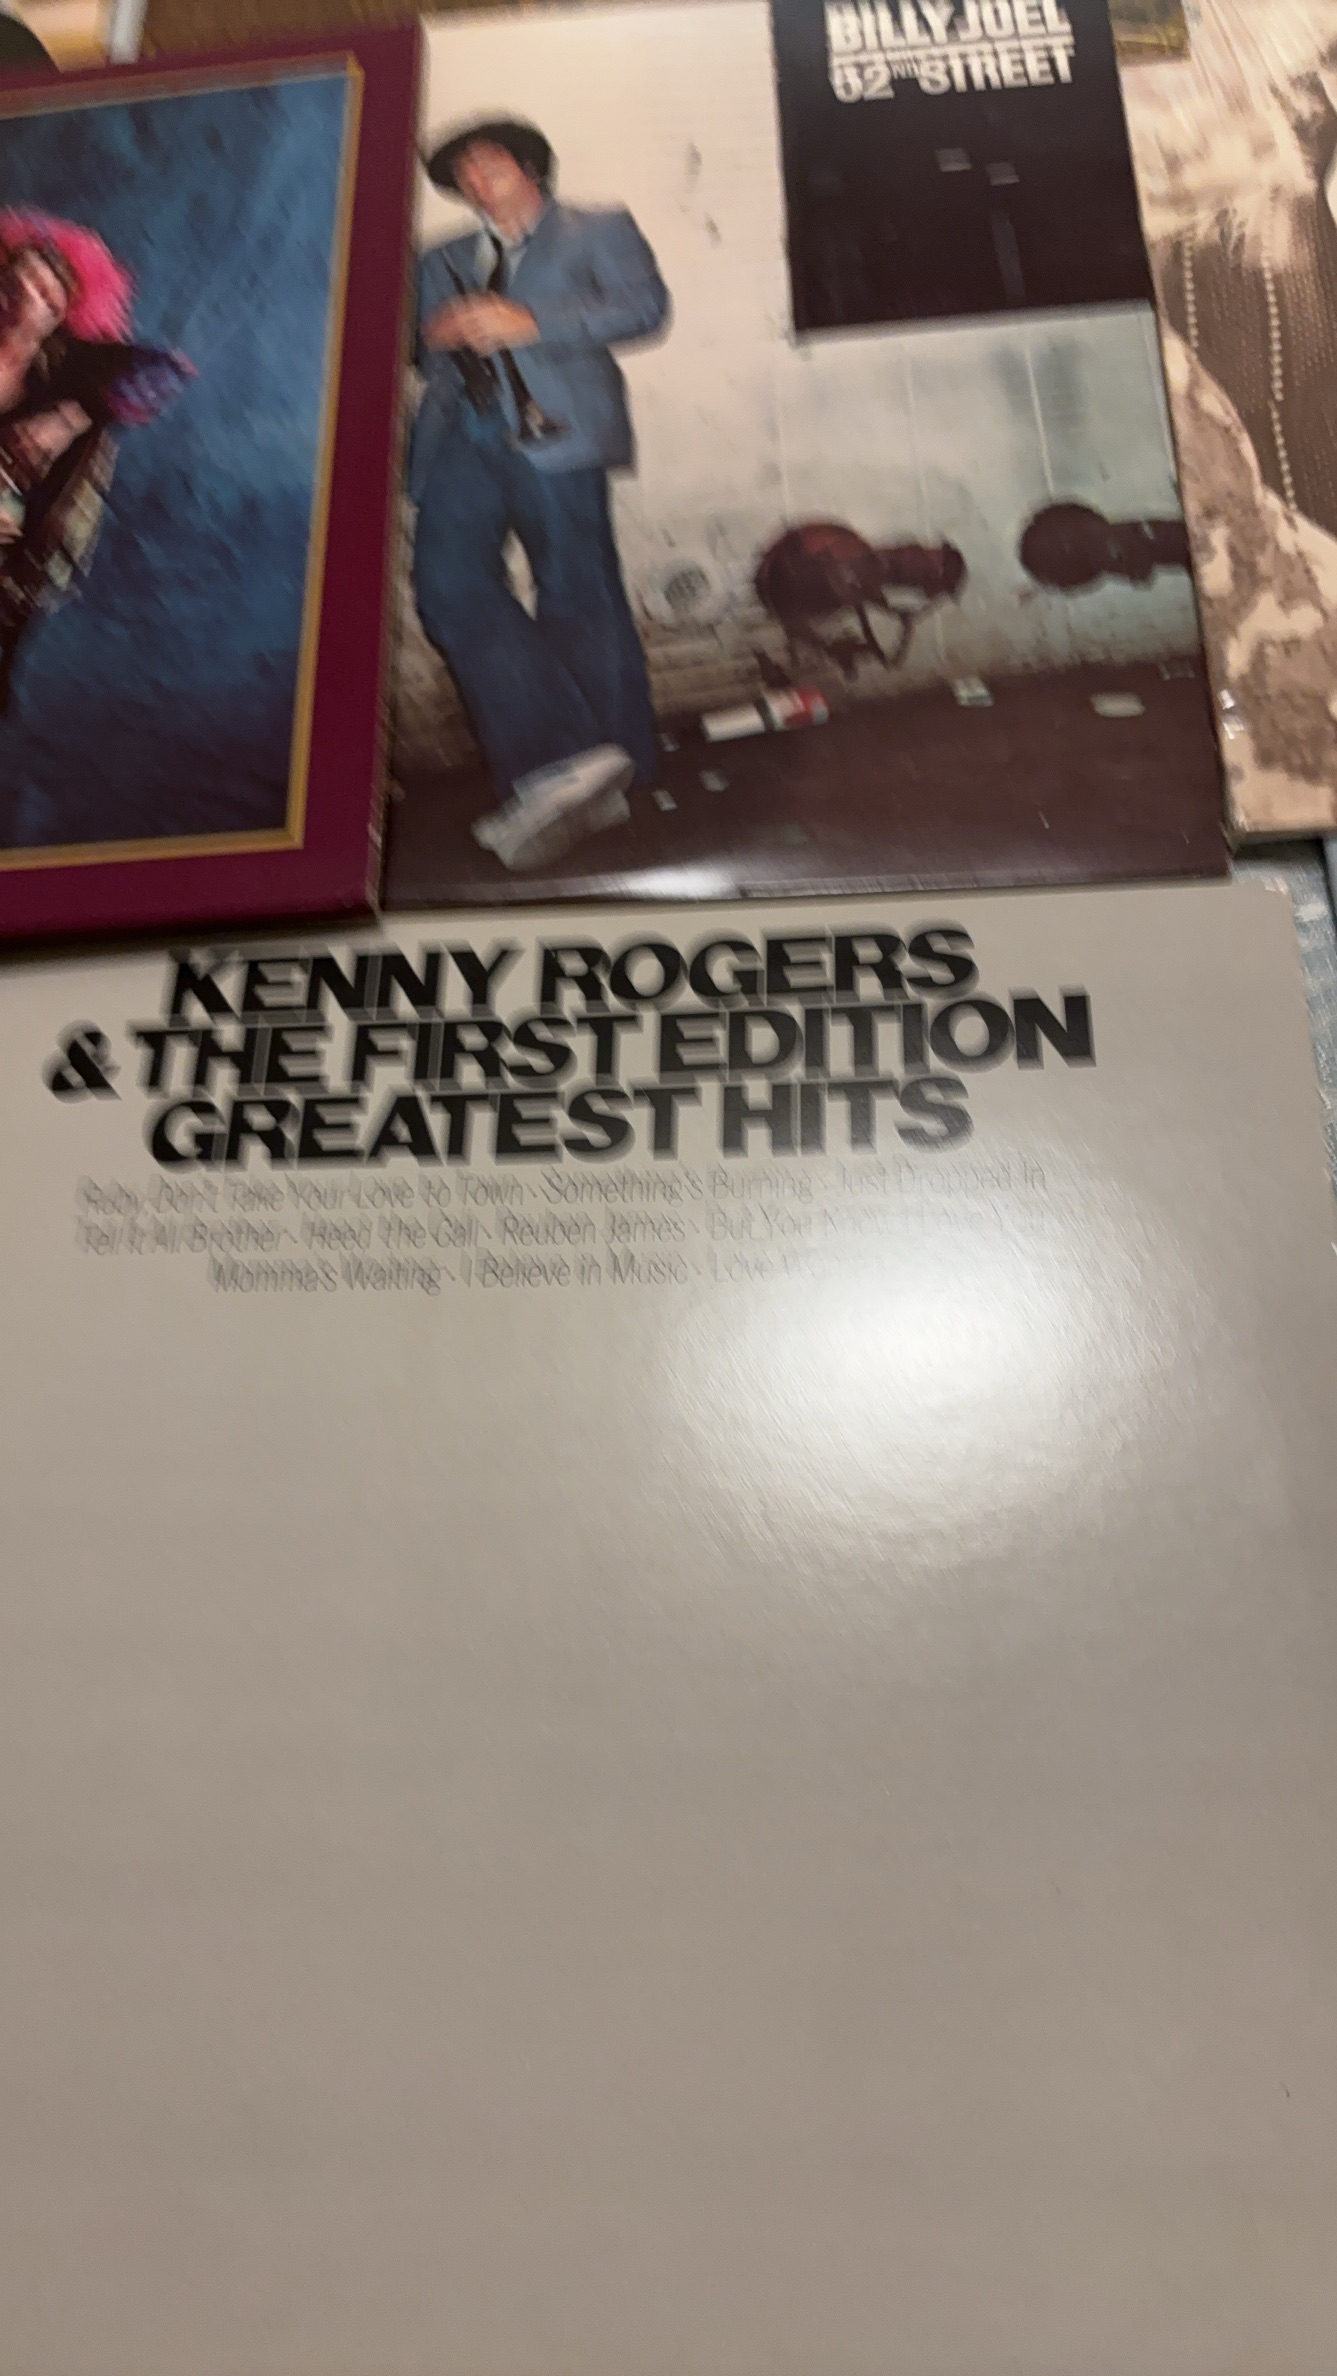 BILLY JOEL
52ND STREET
KENNY ROGERS
& THE FIRST EDITION
GREATEST HITS
Ruby, Don't Take Your Love to Town · Something's Burning · Just Dropped In
Tell It All Brother · Heed the Call · Reuben James · But You Know I Love You
Momma's Waiting · I Believe in Music · Love